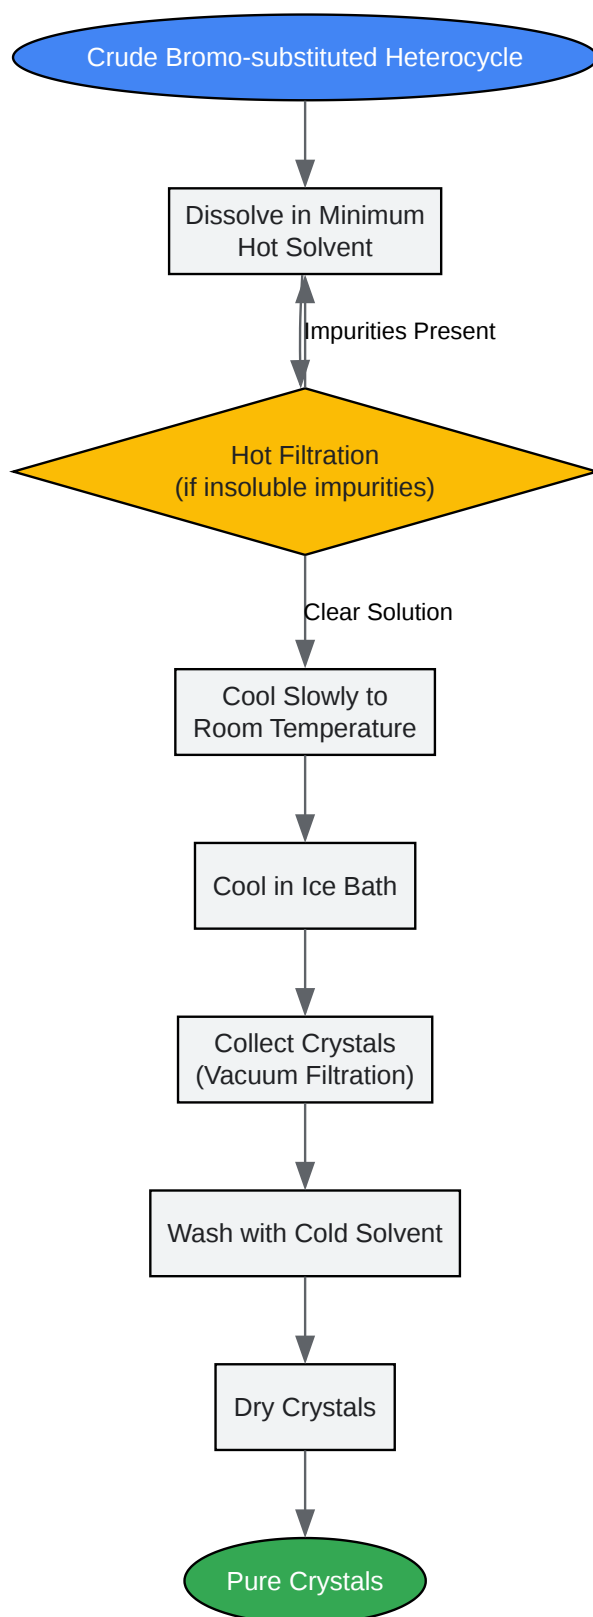 Crude Bromo-substituted Heterocycle
Dissolve in Minimum
Hot Solvent
Impurities Present
Hot Filtration
(if insoluble impurities)
Clear Solution
Cool Slowly to
Room Temperature
Cool in Ice Bath
Collect Crystals
(Vacuum Filtration)
Wash with Cold Solvent
Dry Crystals
Pure Crystals